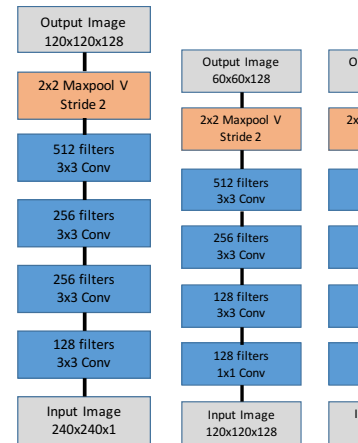 Output Image
120x120x128
2x2 Maxpool V
Stride 2
512 filters
3x3 Conv
256 filters
3x3 Conv
256 filters
3x3 Conv
128 filters
3x3 Conv
Input Image
240x240x1
Output Image
60x60x128
2x2 Maxpool V
Stride 2
512 filters
3x3 Conv
256 filters
3x3 Conv
128 filters
3x3 Conv
128 filters
1x1 Conv
Input Image
120x120x128